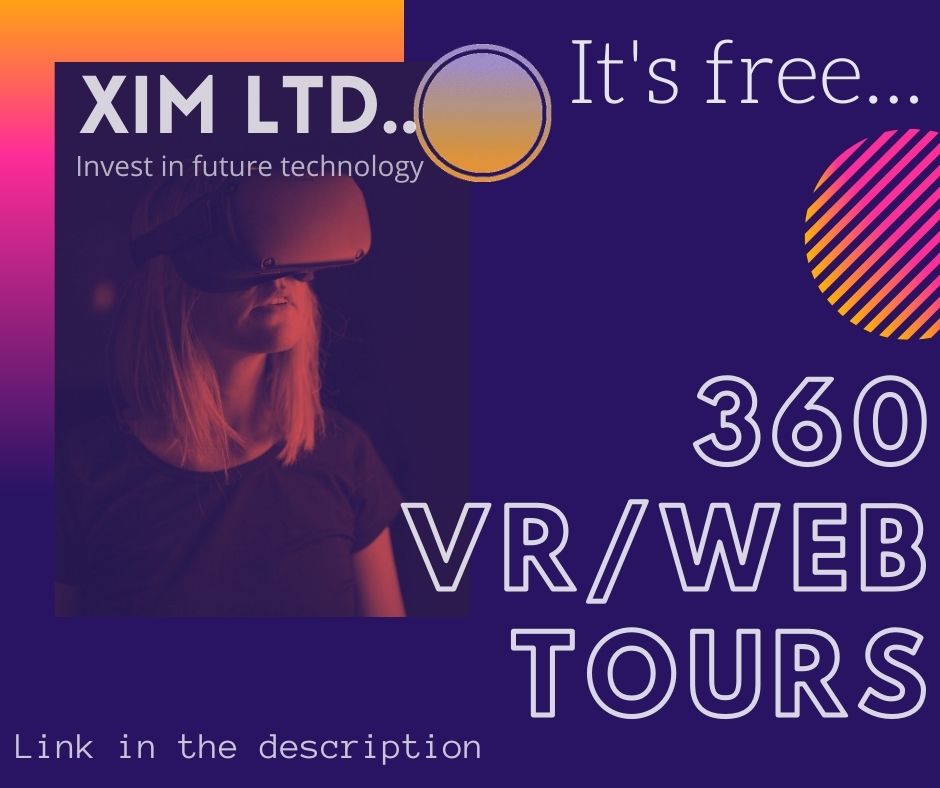 XIM LTD..
Invest in future technology
It's free...
360
VR/WEB
TOURS
Link in the description